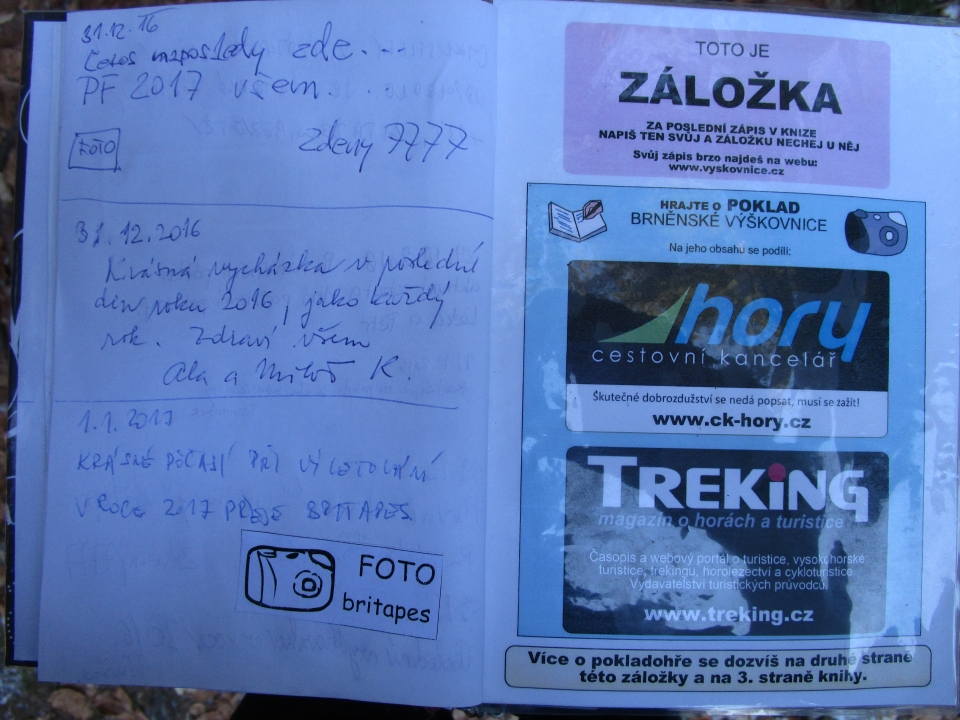 31.12.16
Letos naposledy zde...
PF 2017 všem...
FOTO
Zdeny 7777
31.12.2016
Krásná vycházka v poslední
den roku 2016, jako každý
rok. Zdraví všem
Ala a Miloš K.
1.1.2017
KRÁSNÉ POČASÍ PŘI VÝLETOVÁNÍ
V ROCE 2017 PŘEJE BRITAPES
FOTO
britapes
TOTO JE
ZÁLOŽKA
ZA POSLEDNÍ ZÁPIS V KNIZE
NAPIŠ TEN SVŮJ A ZÁLOŽKU NECHEJ U NĚJ
Svůj zápis brzo najdeš na webu:
www.vyskovnice.cz
HRAJTE O POKLAD
BRNĚNSKÉ VÝŠKOVNICE
Na jeho obsahu se podíli:
hory
cestovní kancelář
Skutečné dobrozdružství se nedá popsat, musí se zažít!
www.ck-hory.cz
TREKING
magazín o horách a turistice
Časopis a webový portál o turistice, vysokohorské
turistice, trekingu, horolezectví a cykloturistice.
Vydavatelství turistických průvodců.
www.treking.cz
Více o pokladohře se dozvíš na druhé straně
této záložky a na 3. straně knihy.